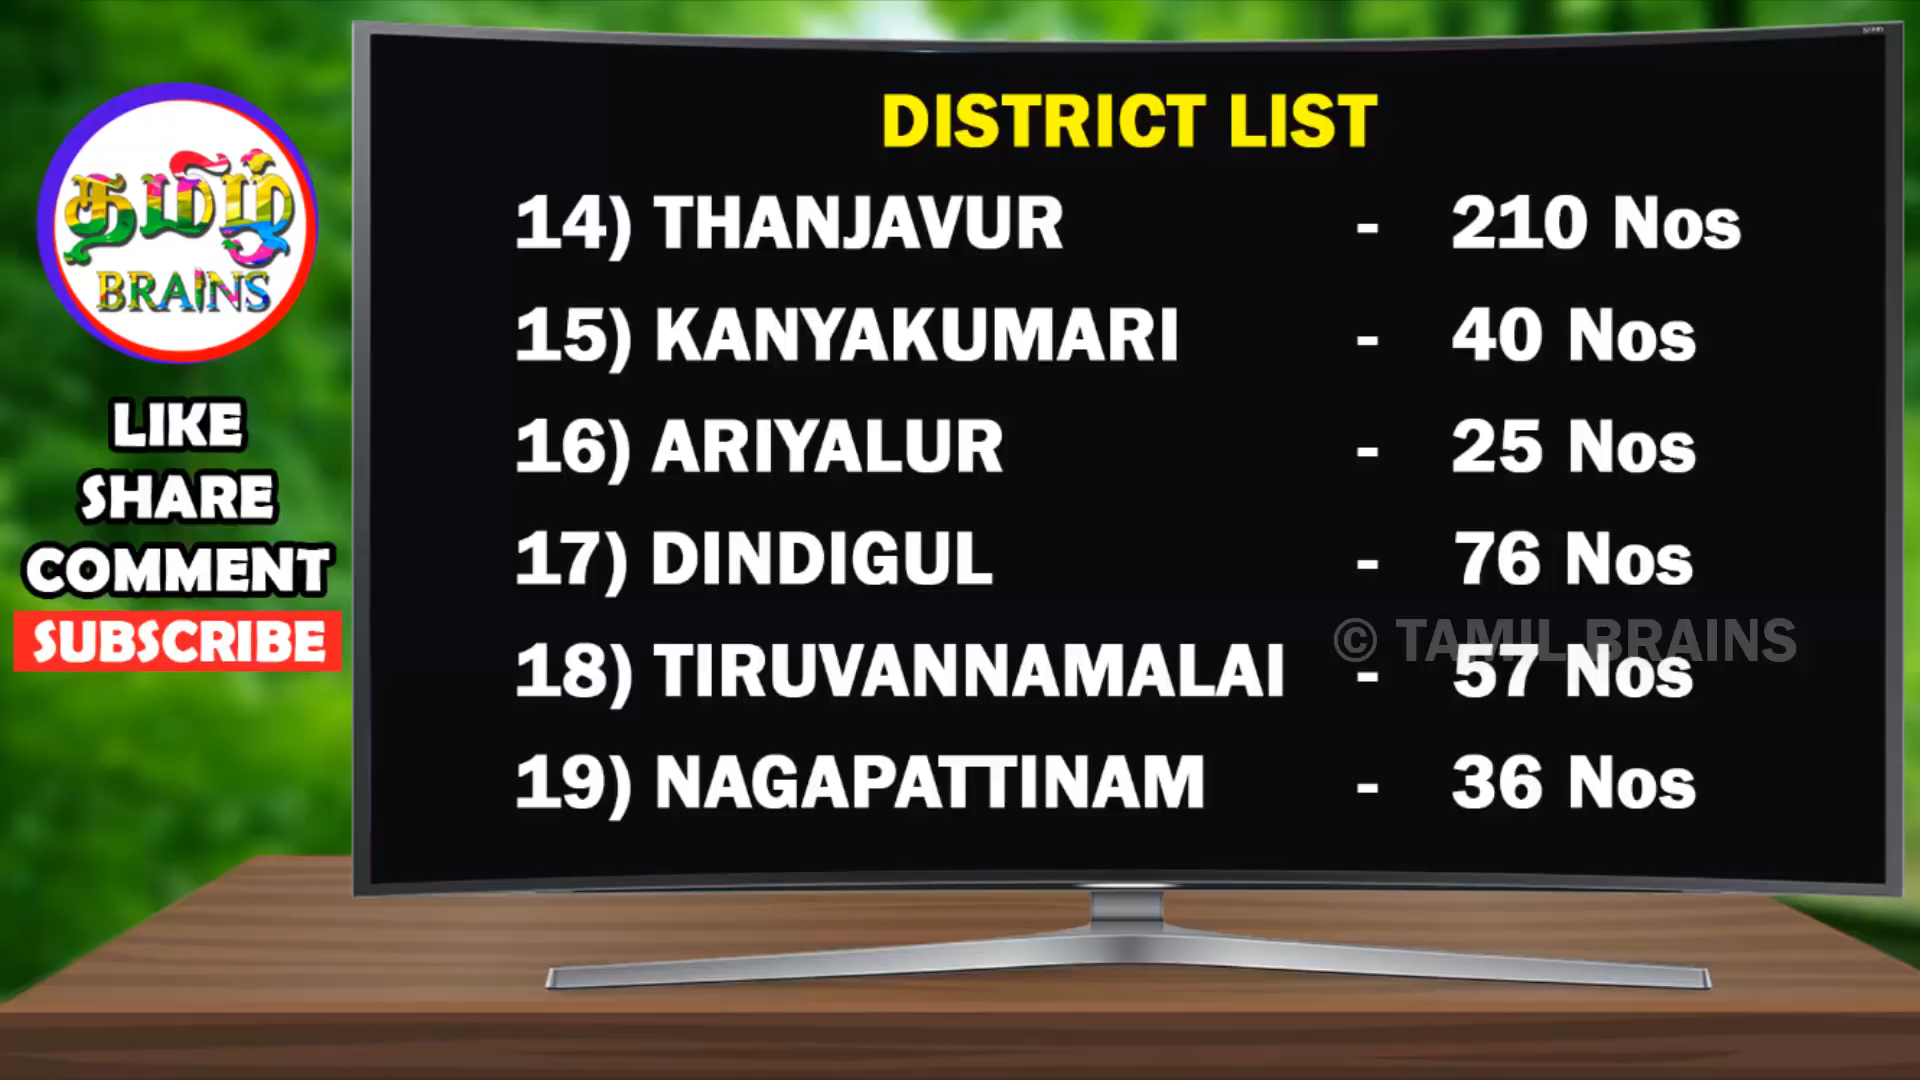 தமிழ்
BRAINS
LIKE
SHARE
COMMENT
SUBSCRIBE
DISTRICT LIST
14) THANJAVUR - 210 Nos
15) KANYAKUMARI - 40 Nos
16) ARIYALUR - 25 Nos
17) DINDIGUL - 76 Nos
© TAMIL BRAINS
18) TIRUVANNAMALAI - 57 Nos
19) NAGAPATTINAM - 36 Nos